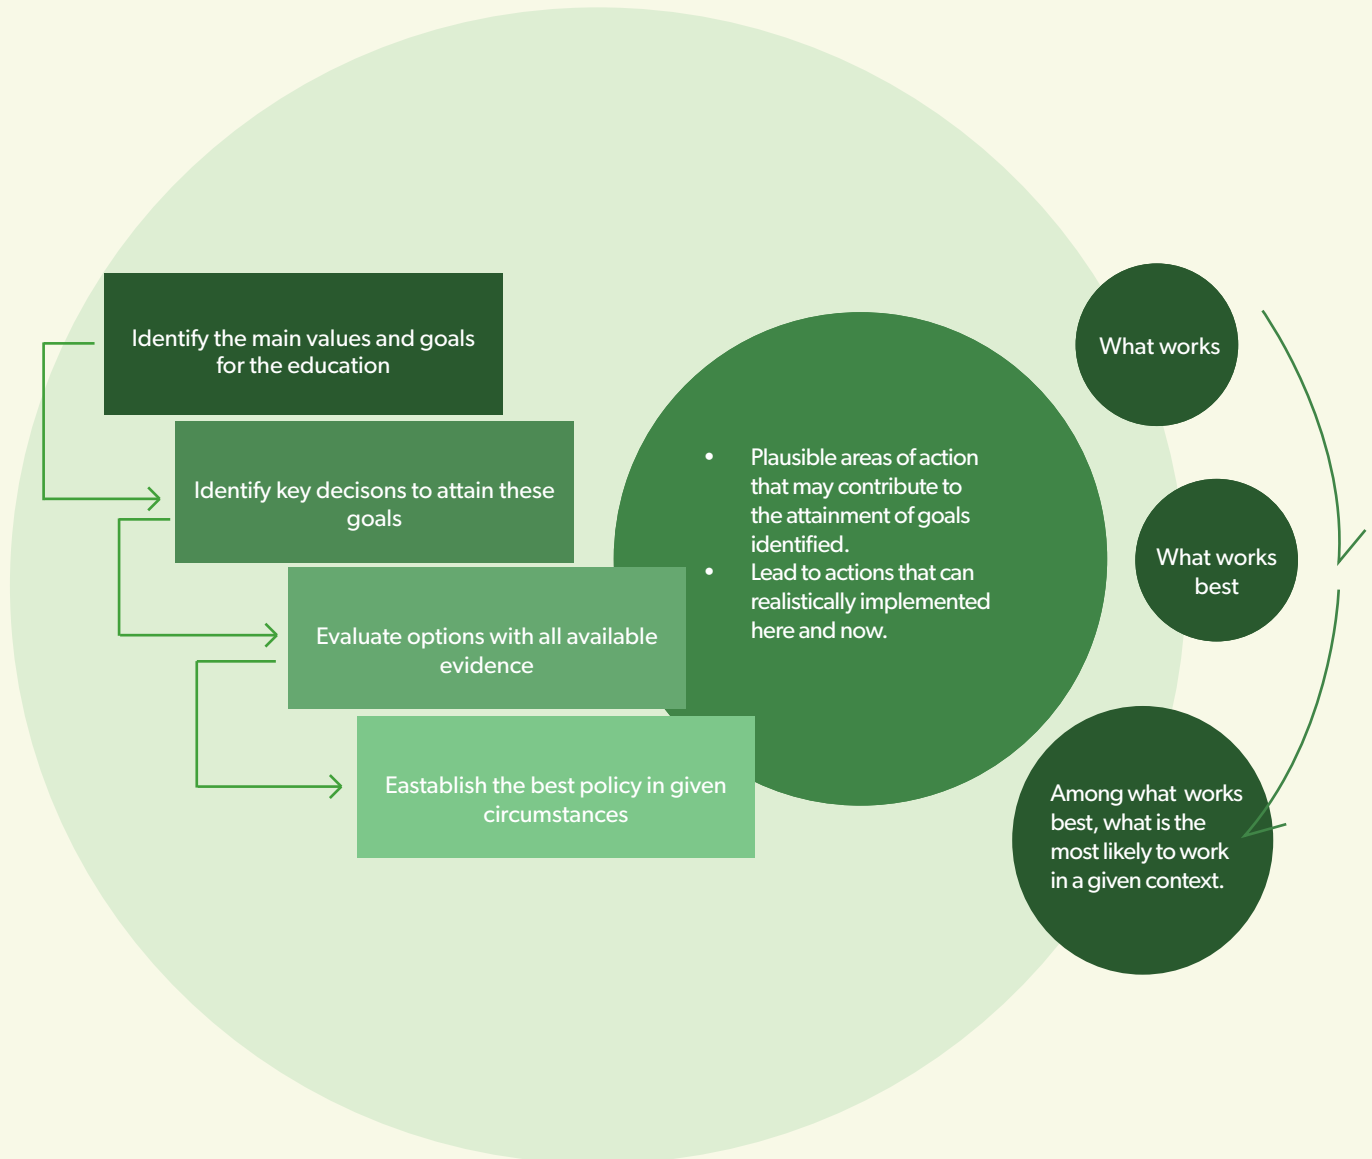 Identify the main values and goals
for the education
Identify key decisons to attain these
goals
Evaluate options with all available
evidence
Eastablish the best policy in given
circumstances
• Plausible areas of action
that may contribute to
the attainment of goals
identified.
• Lead to actions that can
realistically implemented
here and now.
What works
What works
best
Among what works
best, what is the
most likely to work
in a given context.